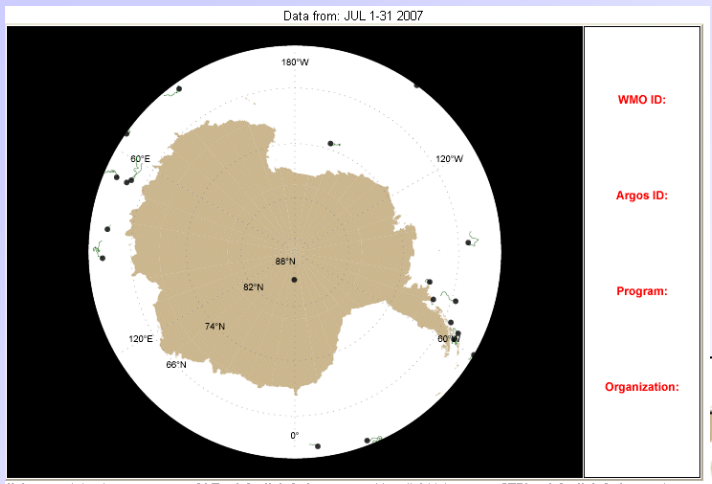 Data from: JUL 1-31 2007
180°W
WMO ID:
60°E
120°W
Argos ID:
88°N
82°N
Program:
74°N
120°E
60°W
66°N
Organization:
0°